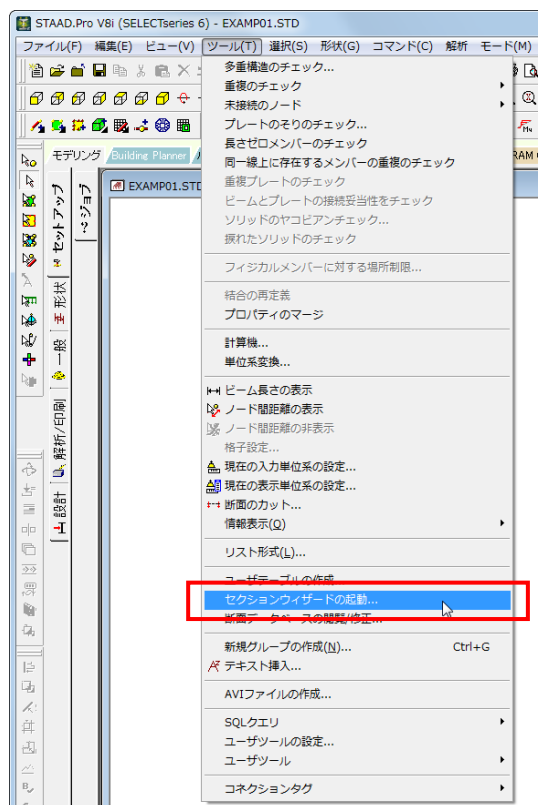 STAAD.Pro V8i (SELECTseries 6) - EXAMP01.STD
ファイル(F) 編集(E) ビュー(V) ツール(T) 選択(S) 形状(G) コマンド(C) 解析 モード(M)
多重構造のチェック...
重複のチェック
未接続のノード
プレートのそりのチェック...
長さゼロメンバーのチェック
同一線上に存在するメンバーの重複のチェック
重複プレートのチェック
ビームとプレートの接続妥当性をチェック
ソリッドのヤコビアンチェック...
捩れたソリッドのチェック
フィジカルメンバーに対する場所制限...
結合の再定義
プロパティのマージ
計算機...
単位系変換...
ビーム長さの表示
ノード間距離の表示
ノード間距離の非表示
格子設定...
現在の入力単位系の設定...
現在の表示単位系の設定...
断面のカット...
情報表示(O)
リスト形式(L)...
ユーザテーブルの作成
セクションウィザードの起動...
断面データベースの閲覧/修正...
新規グループの作成(N)... Ctrl+G
テキスト挿入...
AVIファイルの作成...
SQLクエリ
ユーザツールの設定...
ユーザツール
コネクションタグ
モデリング Building Planner
RAM
EXAMP01.STD
セットアップ
ジョブ
形状
一般
解析/印刷
設計